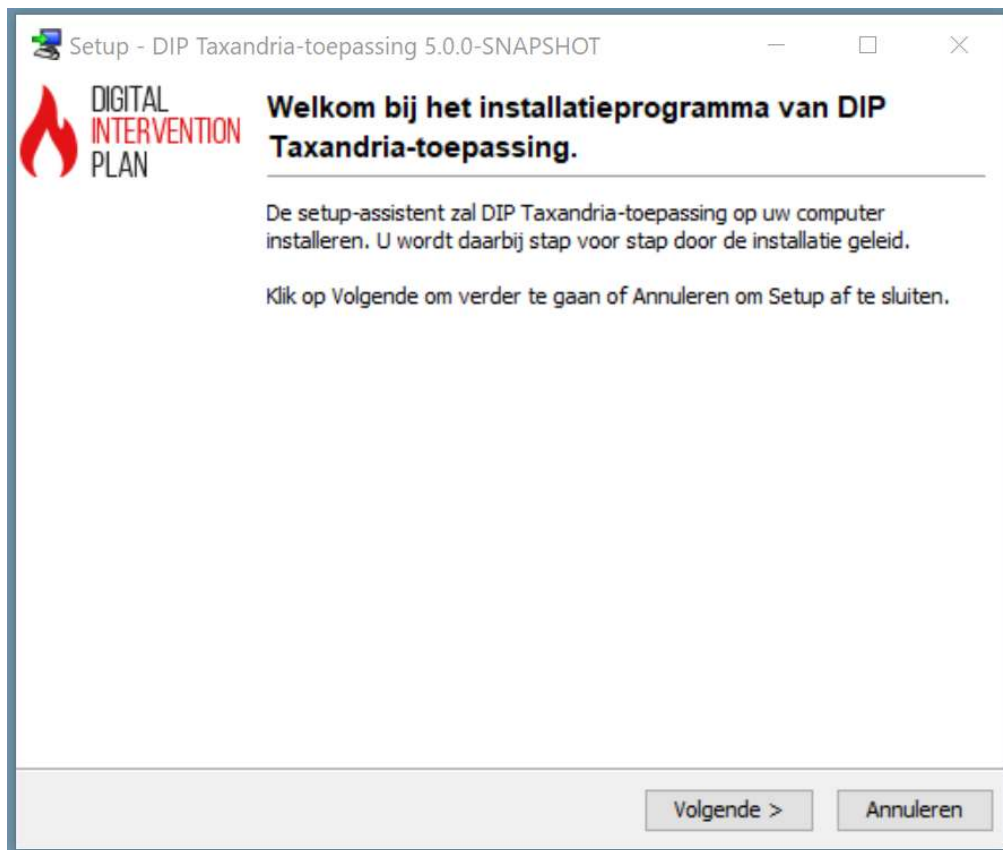 Setup - DIP Taxandria-toepassing 5.0.0-SNAPSHOT
DIGITAL
INTERVENTION
PLAN
Welkom bij het installatieprogramma van DIP
Taxandria-toepassing.
De setup-assistent zal DIP Taxandria-toepassing op uw computer
installeren. U wordt daarbij stap voor stap door de installatie geleid.
Klik op Volgende om verder te gaan of Annuleren om Setup af te sluiten.
Volgende >
Annuleren